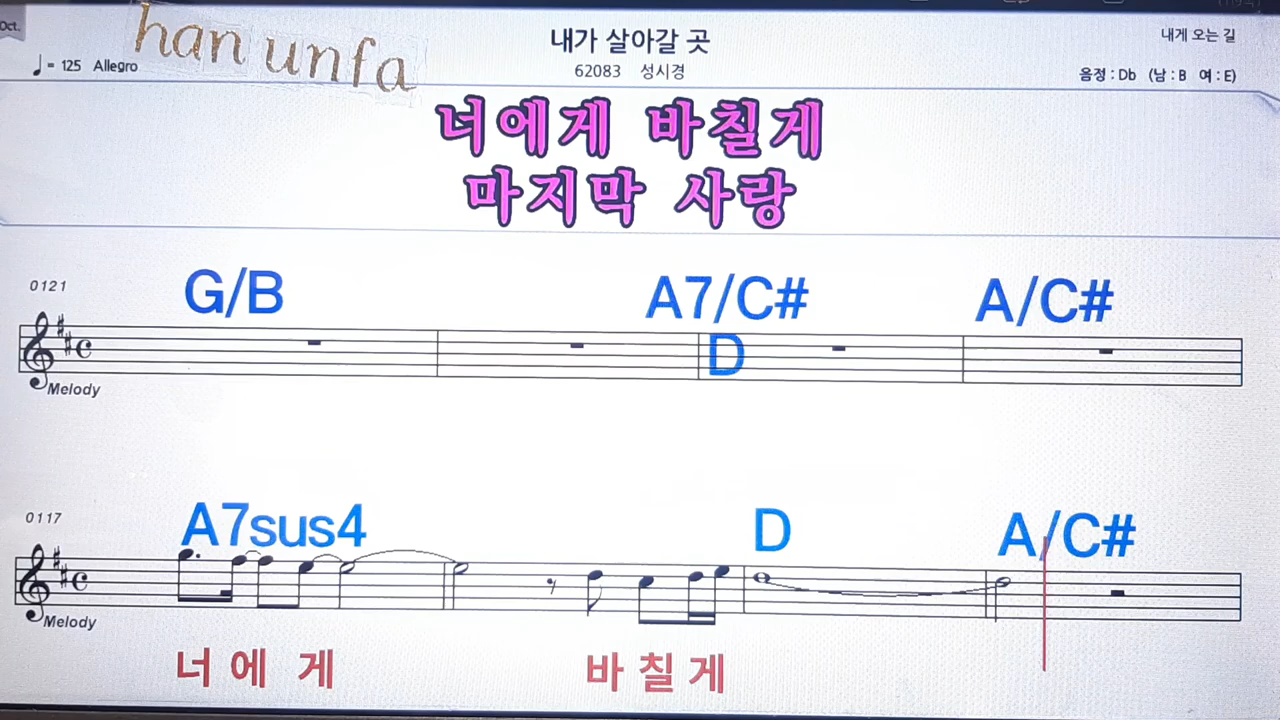 Oct.
han unfa
내가 살아갈 곳
내게 오는 길
♩= 125 Allegro
62083 성시경
음정 : Db (남 : B 여 : E)
너에게 바칠게
마지막 사랑
0121
G/B A7/C# A/C#
D
Melody
0117
A7sus4 D A/C#
Melody
너 에 게 바 칠 게